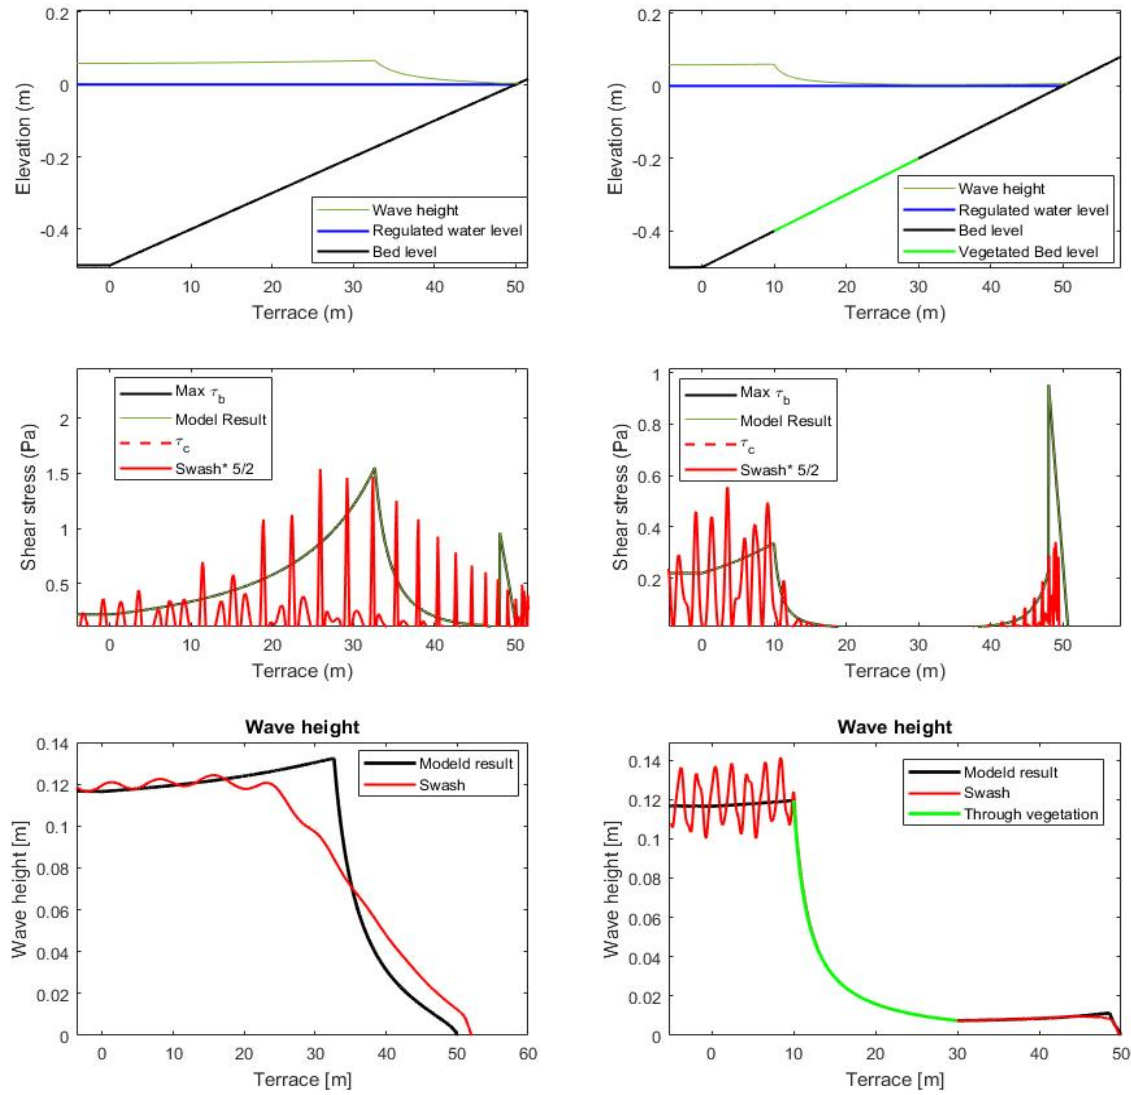 0.2
0
-0.2
-0.4
Elevation (m)
Wave height
Regulated water level
Bed level
0 10 20 30 40 50
Terrace (m)
0.2
0
-0.2
-0.4
Elevation (m)
Wave height
Regulated water level
Bed level
Vegetated Bed level
0 10 20 30 40 50
Terrace (m)
2
1.5
1
0.5
Shear stress (Pa)
Max τb
Model Result
τc
Swash* 5/2
0 10 20 30 40 50
Terrace (m)
1
0.8
0.6
0.4
0.2
Shear stress (Pa)
Max τb
Model Result
τc
Swash* 5/2
0 10 20 30 40 50
Terrace (m)
Wave height
0.14
0.12
0.1
0.08
0.06
0.04
0.02
0
Wave height [m]
Modeld result
Swash
0 10 20 30 40 50 60
Terrace [m]
Wave height
0.14
0.12
0.1
0.08
0.06
0.04
0.02
0
Wave height [m]
Modeld result
Swash
Through vegetation
0 10 20 30 40 50
Terrace [m]